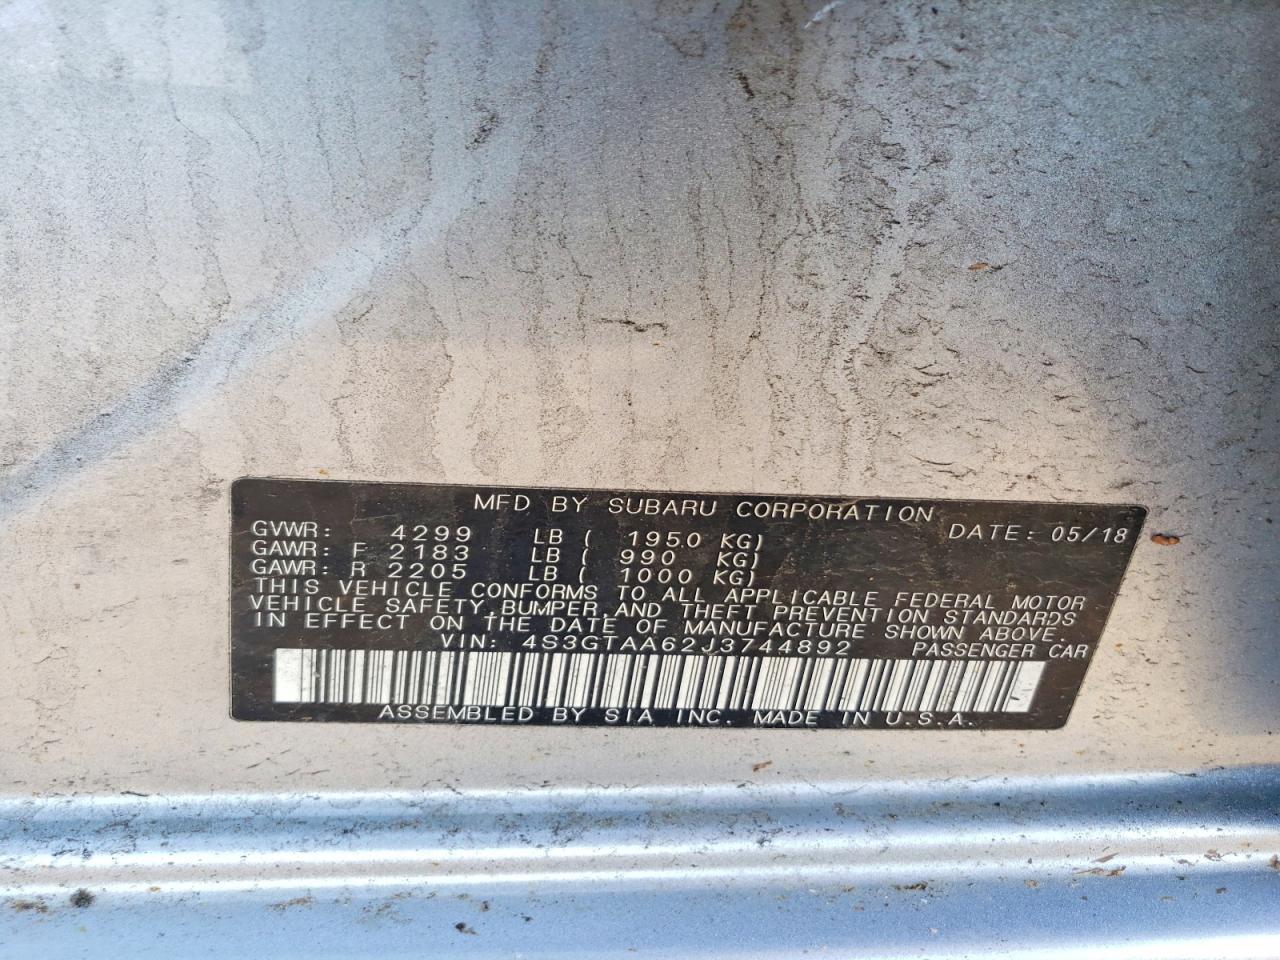 MFD BY SUBARU CORPORATION
GVWR: 4299 LB ( 1950 KG) DATE: 05/18
GAWR: F 2183 LB ( 990 KG)
GAWR: R 2205 LB ( 1000 KG)
THIS VEHICLE CONFORMS TO ALL APPLICABLE FEDERAL MOTOR
VEHICLE SAFETY,BUMPER,AND THEFT PREVENTION STANDARDS
IN EFFECT ON THE DATE OF MANUFACTURE SHOWN ABOVE.
VIN: 4S3GTAA62J3744892 PASSENGER CAR
ASSEMBLED BY SIA INC. MADE IN U.S.A.